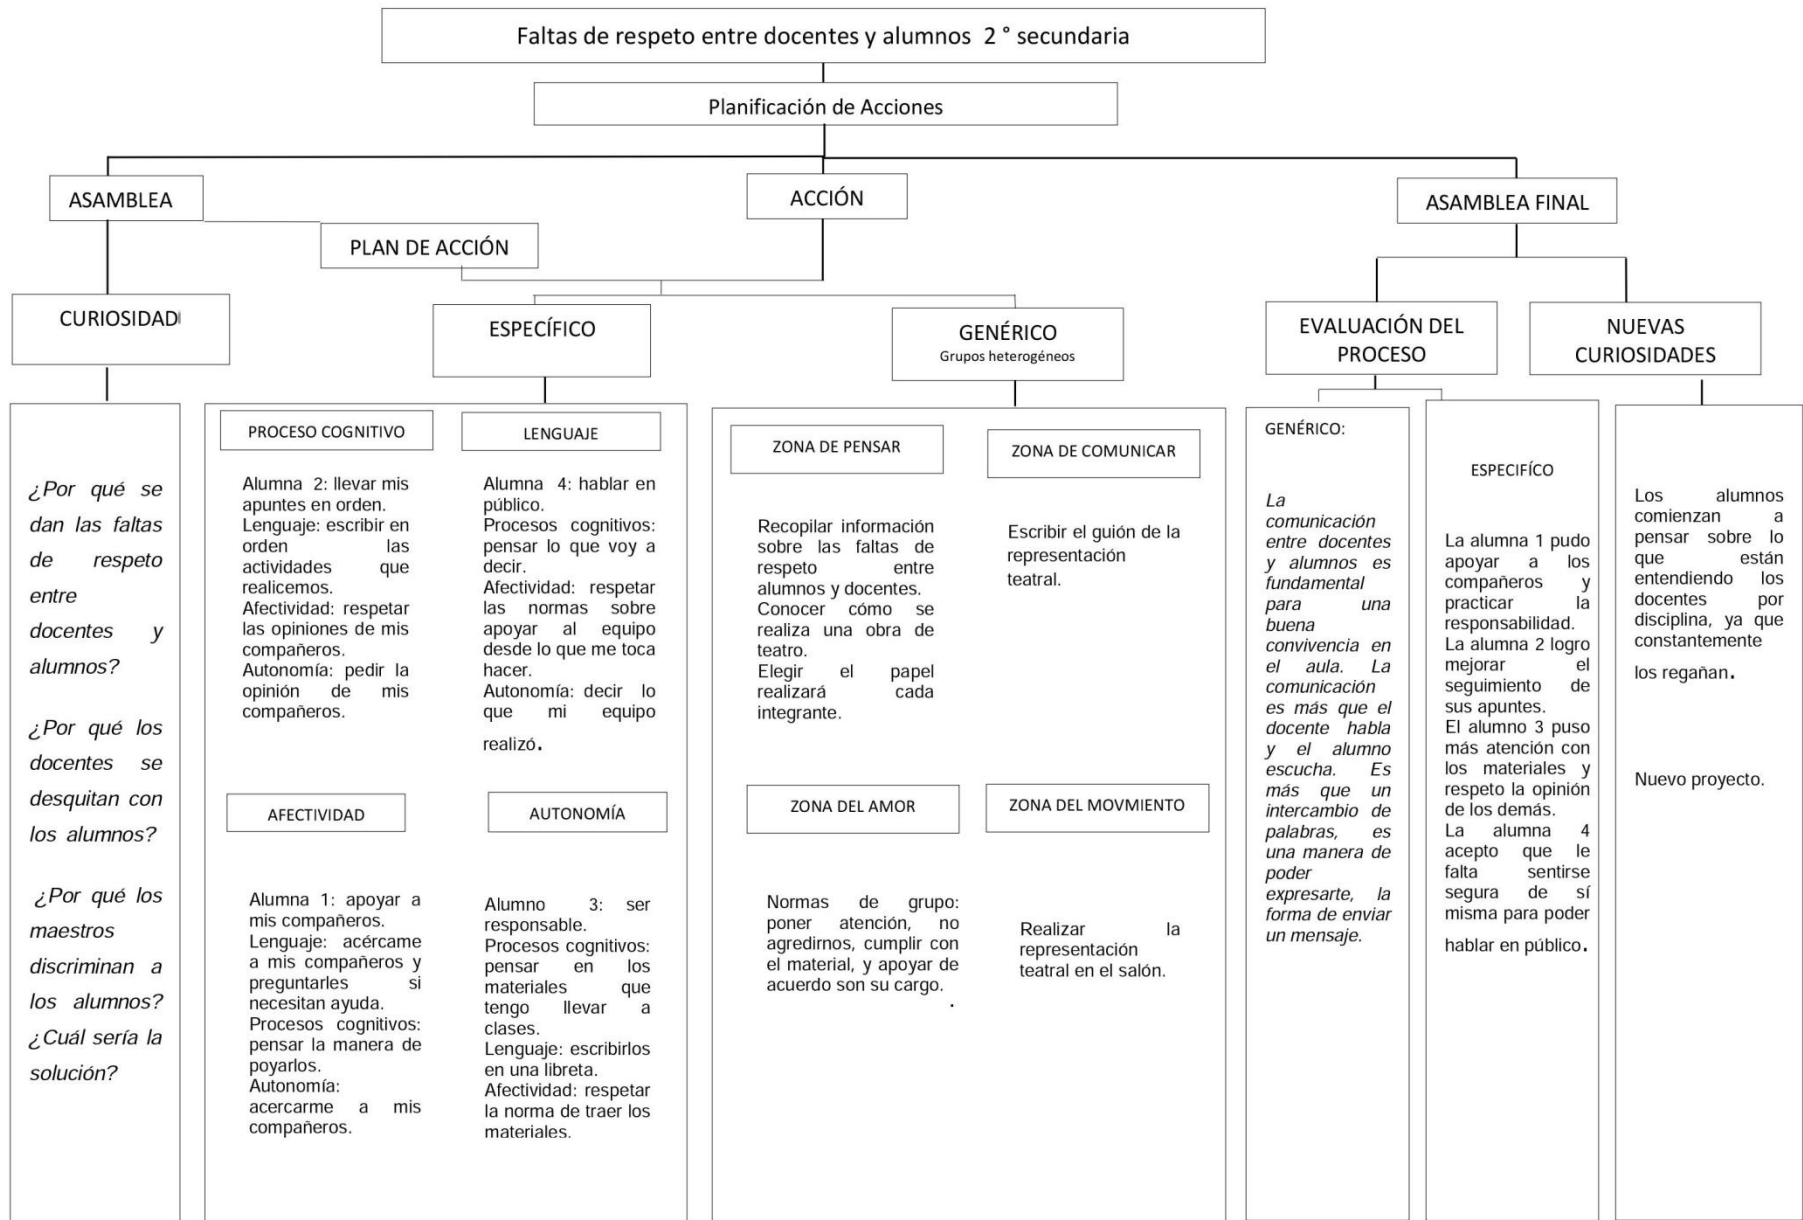 Faltas de respeto entre docentes y alumnos 2 ° secundaria
Planificación de Acciones
ASAMBLEA
ACCIÓN
ASAMBLEA FINAL
PLAN DE ACCIÓN
CURIOSIDAD
ESPECÍFICO
GENÉRICO
Grupos heterogéneos
EVALUACIÓN DEL
PROCESO
NUEVAS
CURIOSIDADES
¿Por qué se
dan las faltas
de respeto
entre
docentes y
alumnos?
¿Por qué los
docentes se
desquitan con
los alumnos?
¿Por qué los
maestros
discriminan a
los alumnos?
¿Cuál sería la
solución?
PROCESO COGNITIVO
Alumna 2: llevar mis
apuntes en orden.
Lenguaje: escribir en
orden las
actividades que
realicemos.
Afectividad: respetar
las opiniones de mis
compañeros.
Autonomía: pedir la
opinión de mis
compañeros.
LENGUAJE
Alumna 4: hablar en
público.
Procesos cognitivos:
pensar lo que voy a
decir.
Afectividad: respetar
las normas sobre
apoyar al equipo
desde lo que me toca
hacer.
Autonomía: decir lo
que mi equipo
realizó.
AFECTIVIDAD
Alumna 1: apoyar a
mis compañeros.
Lenguaje: acércame
a mis compañeros y
preguntarles si
necesitan ayuda.
Procesos cognitivos:
pensar la manera de
poyarlos.
Autonomía:
acercarme a mis
compañeros.
AUTONOMÍA
Alumno 3: ser
responsable.
Procesos cognitivos:
pensar en los
materiales que
tengo llevar a
clases.
Lenguaje: escribirlos
en una libreta.
Afectividad: respetar
la norma de traer los
materiales.
ZONA DE PENSAR
Recopilar información
sobre las faltas de
respeto entre
alumnos y docentes.
Conocer cómo se
realiza una obra de
teatro.
Elegir el papel
realizará cada
integrante.
ZONA DE COMUNICAR
Escribir el guión de la
representación
teatral.
ZONA DEL AMOR
Normas de grupo:
poner atención, no
agredirnos, cumplir con
el material, y apoyar de
acuerdo son su cargo.
.
ZONA DEL MOVMIENTO
Realizar la
representación
teatral en el salón.
GENÉRICO:
La
comunicación
entre docentes
y alumnos es
fundamental
para una
buena
convivencia en
el aula. La
comunicación
es más que el
docente habla
y el alumno
escucha. Es
más que un
intercambio de
palabras, es
una manera de
poder
expresarte, la
forma de enviar
un mensaje.
ESPECIFÍCO
La alumna 1 pudo
apoyar a los
compañeros y
practicar la
responsabilidad.
La alumna 2 logro
mejorar el
seguimiento de
sus apuntes.
El alumno 3 puso
más atención con
los materiales y
respeto la opinión
de los demás.
La alumna 4
acepto que le
falta sentirse
segura de sí
misma para poder
hablar en público.
Los alumnos
comienzan a
pensar sobre lo
que están
entendiendo los
docentes por
disciplina, ya que
constantemente
los regañan.
Nuevo proyecto.